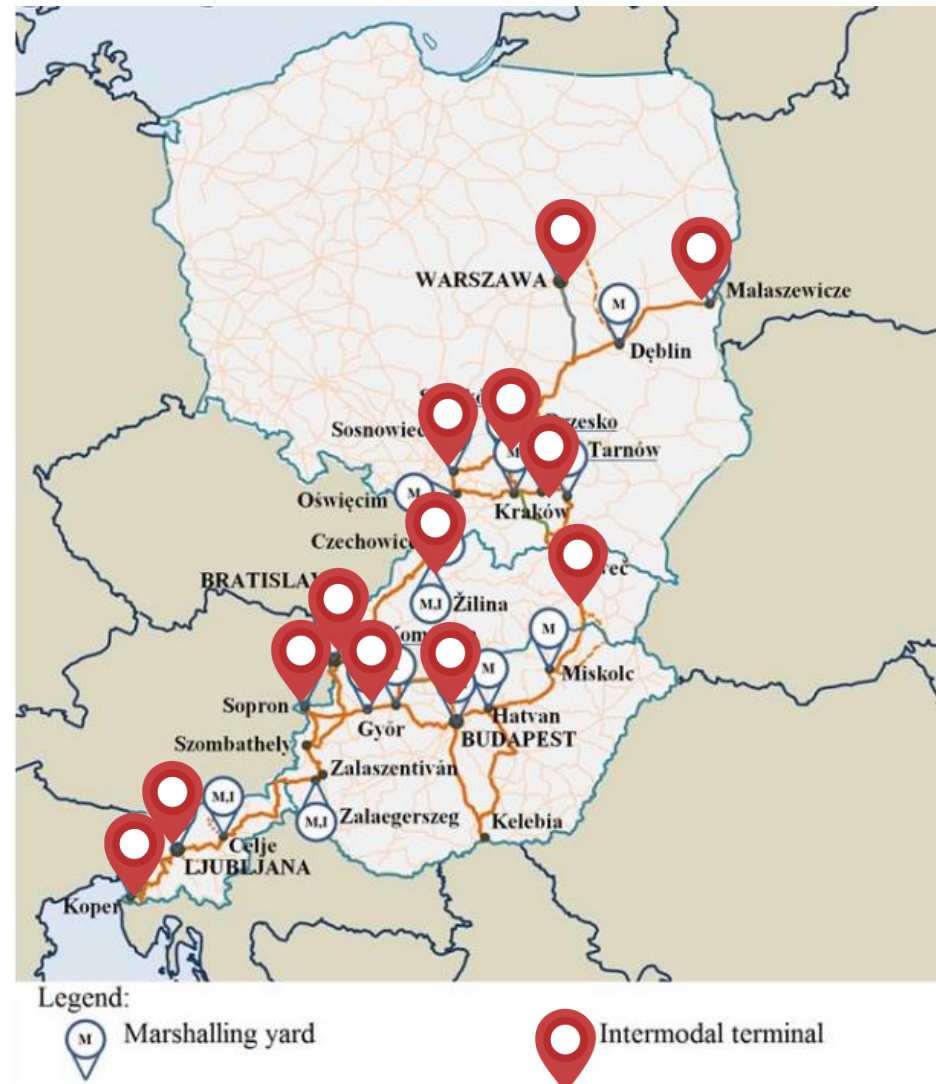 WARSZAWA
Malaszewicze
M
Dęblin
Sosnowiec
Tarnów
M
Oświęcim
M
Kraków
Czechowice
M,I
Žilina
M
Miskolc
M
Sopron
Győr
Hatvan
BUDAPEST
Szombathely
Zalaszentiván
M,I
Zalaegerszeg
M,I
Kelebia
Celje
LJUBLJANA
Koper
Legend:
M Marshalling yard
Intermodal terminal